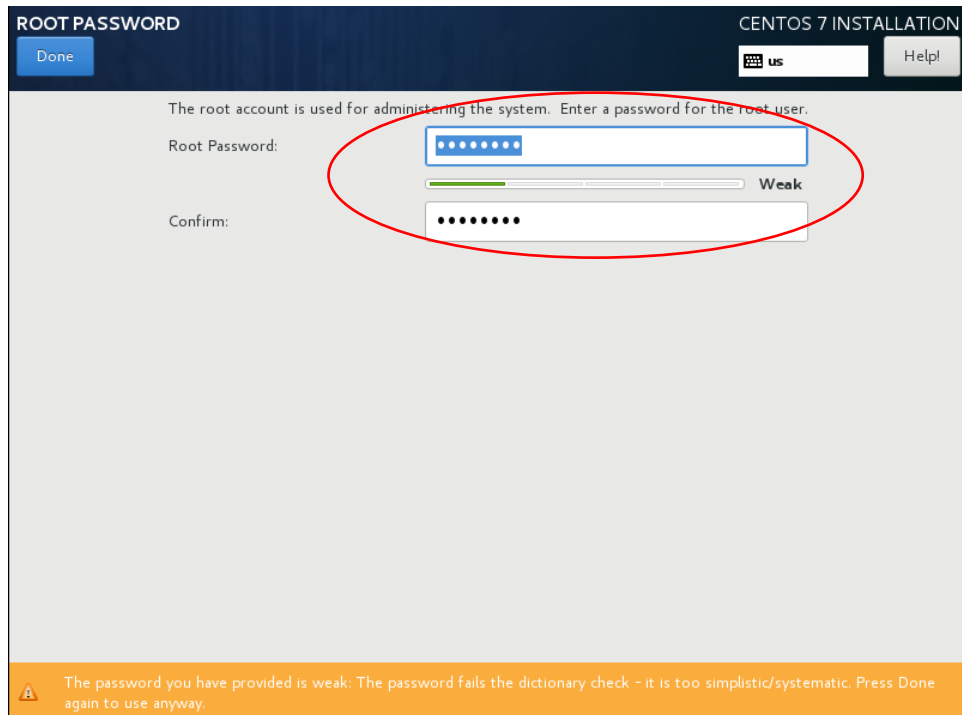 ROOT PASSWORD
CENTOS 7 INSTALLATION
Done
us
Help!
The root account is used for administering the system. Enter a password for the root user.
Root Password:
••••••••
Weak
Confirm:
••••••••
The password you have provided is weak: The password fails the dictionary check - it is too simplistic/systematic. Press Done
again to use anyway.